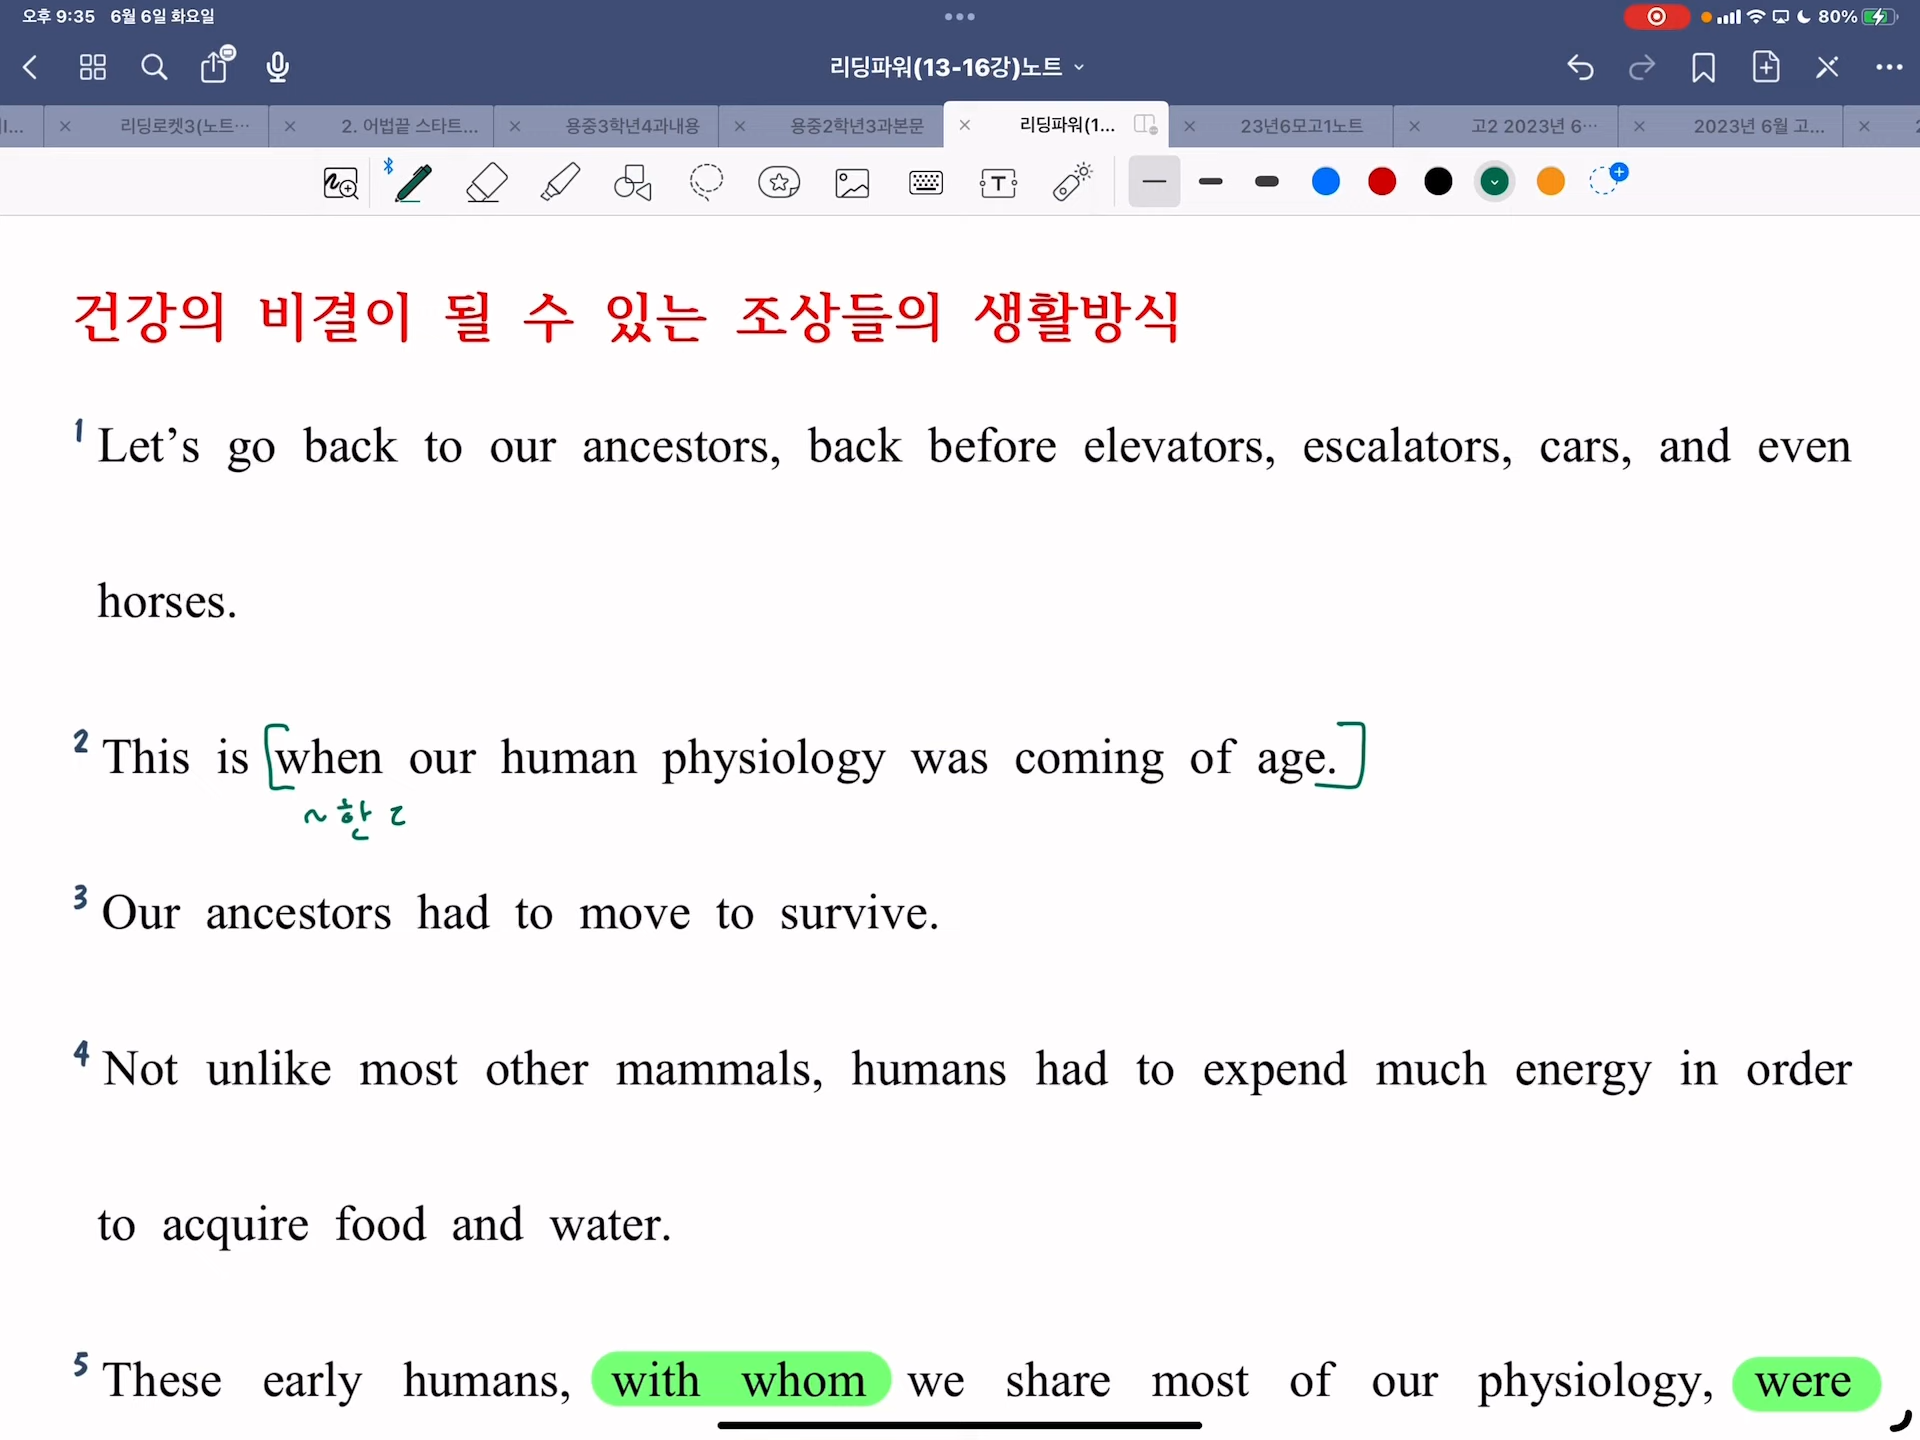 오후 9:35 6월 6일 화요일 80%
리딩파워(13-16강)노트
리딩로켓3(노트… 2. 어법끝 스타트... 용중3학년4과내용 용중2학년3과본문 리딩파워(1... 23년6모고1노트 고2 2023년 6… 2023년 6월 고...
건강의 비결이 될 수 있는 조상들의 생활방식
1 Let’s go back to our ancestors, back before elevators, escalators, cars, and even
horses.
2 This is [when our human physiology was coming of age.]
~한
3 Our ancestors had to move to survive.
4 Not unlike most other mammals, humans had to expend much energy in order
to acquire food and water.
5 These early humans, with whom we share most of our physiology, were